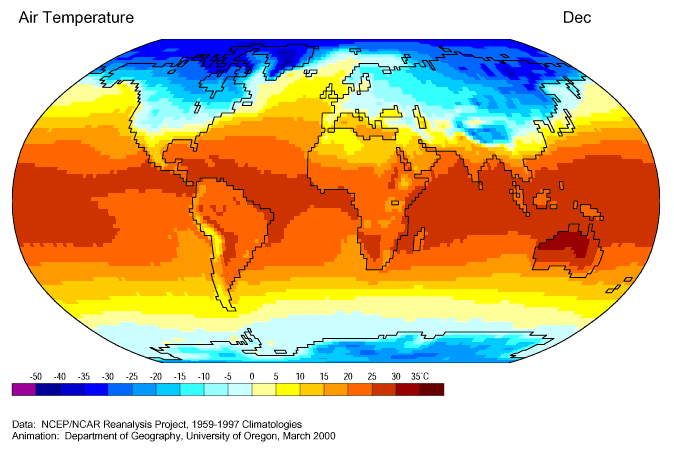 Air Temperature
Dec
-50 -40 -35 -30 -25 -20 -15 -10 -5 0 5 10 15 20 25 30 35°C
Data: NCEP/NCAR Reanalysis Project, 1959-1997 Climatologies
Animation: Department of Geography, University of Oregon, March 2000